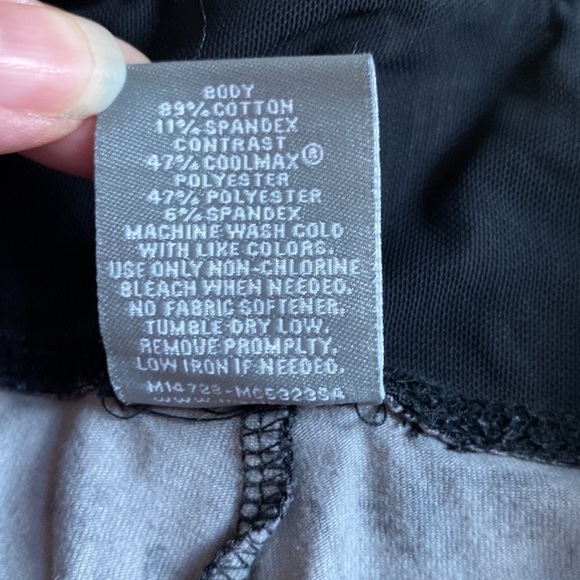 BODY
89% COTTON
11% SPANDEX
CONTRAST
47% COOLMAX®
POLYESTER
47% POLYESTER
6% SPANDEX
MACHINE WASH COLD
WITH LIKE COLORS.
USE ONLY NON-CHLORINE
BLEACH WHEN NEEDED.
NO FABRIC SOFTENER.
TUMBLE DRY LOW.
REMOVE PROMPTLY.
LOW IRON IF NEEDED.